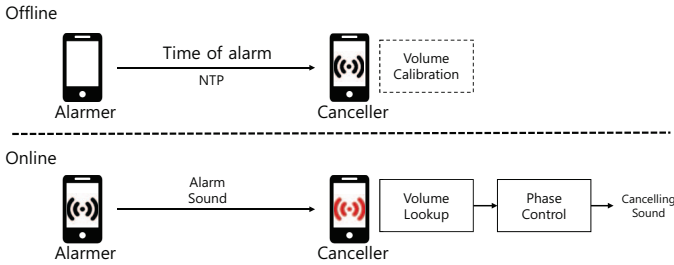 Offline
Time of alarm
NTP
Volume
Calibration
Alarmer
Canceller
Online
Alarm
Sound
Volume
Lookup
Phase
Control
Cancelling
Sound
Alarmer
Canceller